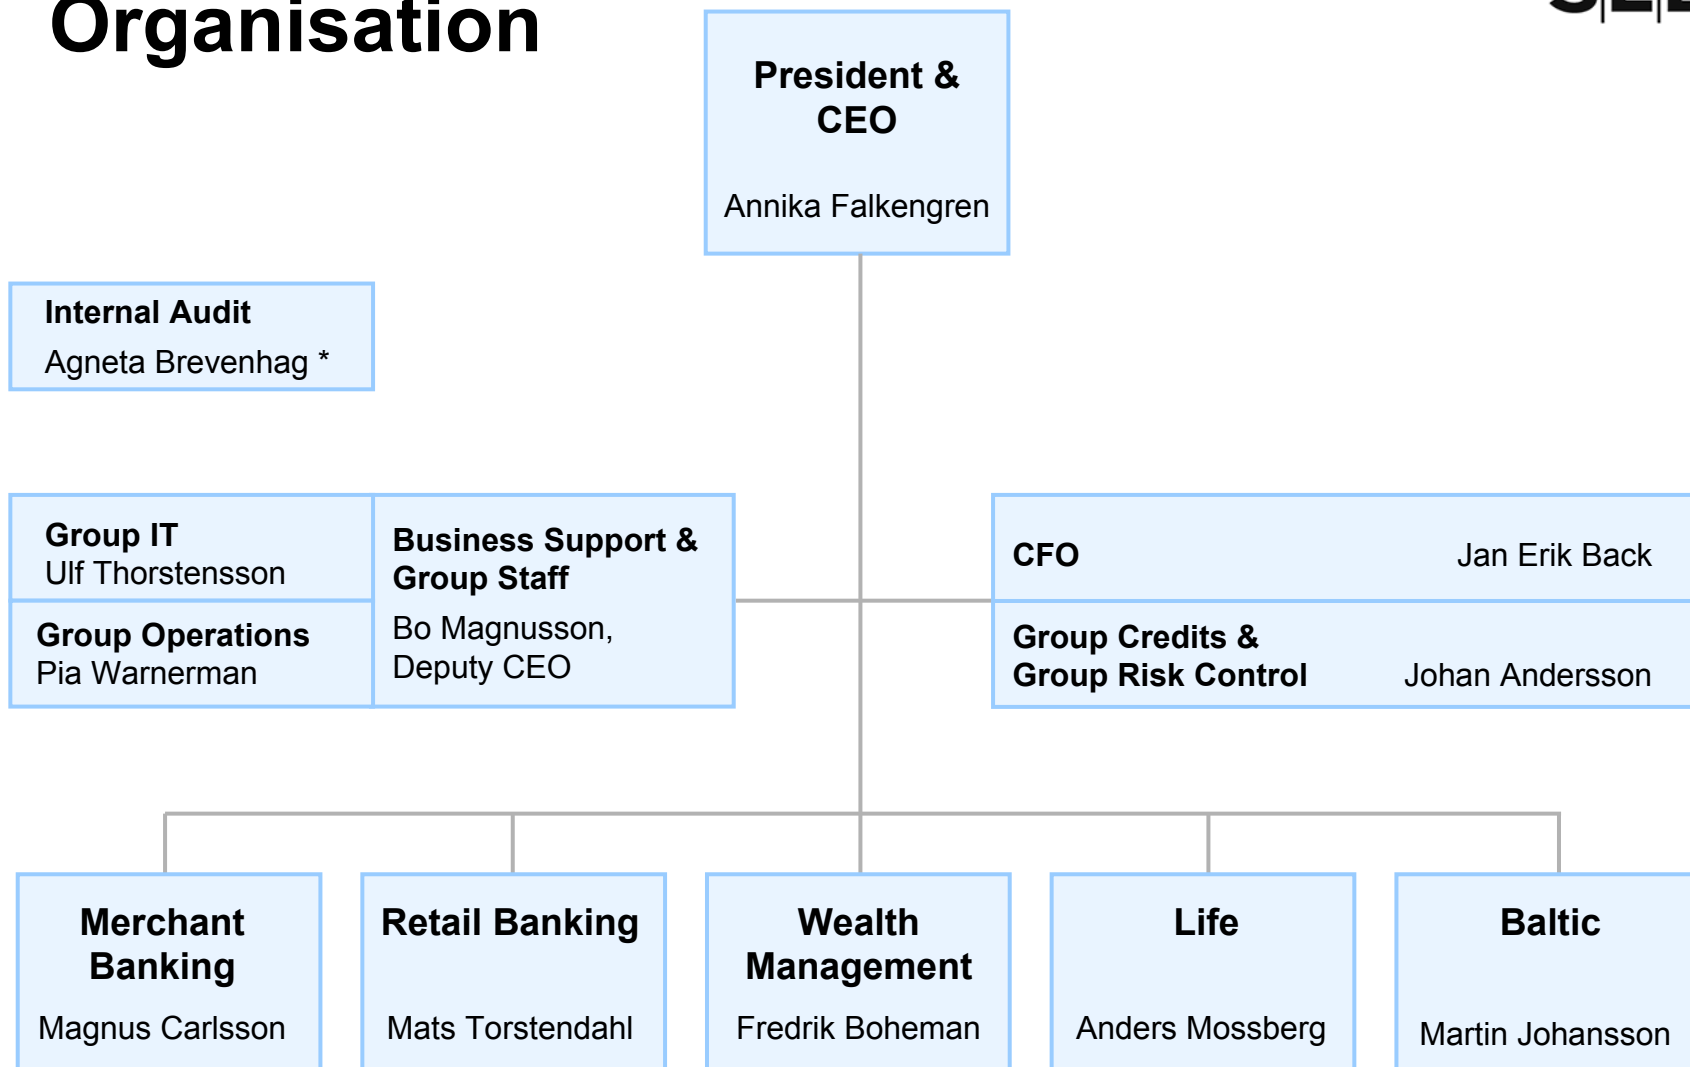 Organisation
President &
CEO
Annika Falkengren
Internal Audit
Agneta Brevenhag *
Group IT
Ulf Thorstensson
Group Operations
Pia Warnerman
Business Support &
Group Staff
Bo Magnusson,
Deputy CEO
CFO Jan Erik Back
Group Credits &
Group Risk Control Johan Andersson
Merchant
Banking
Magnus Carlsson
Retail Banking
Mats Torstendahl
Wealth
Management
Fredrik Boheman
Life
Anders Mossberg
Baltic
Martin Johansson